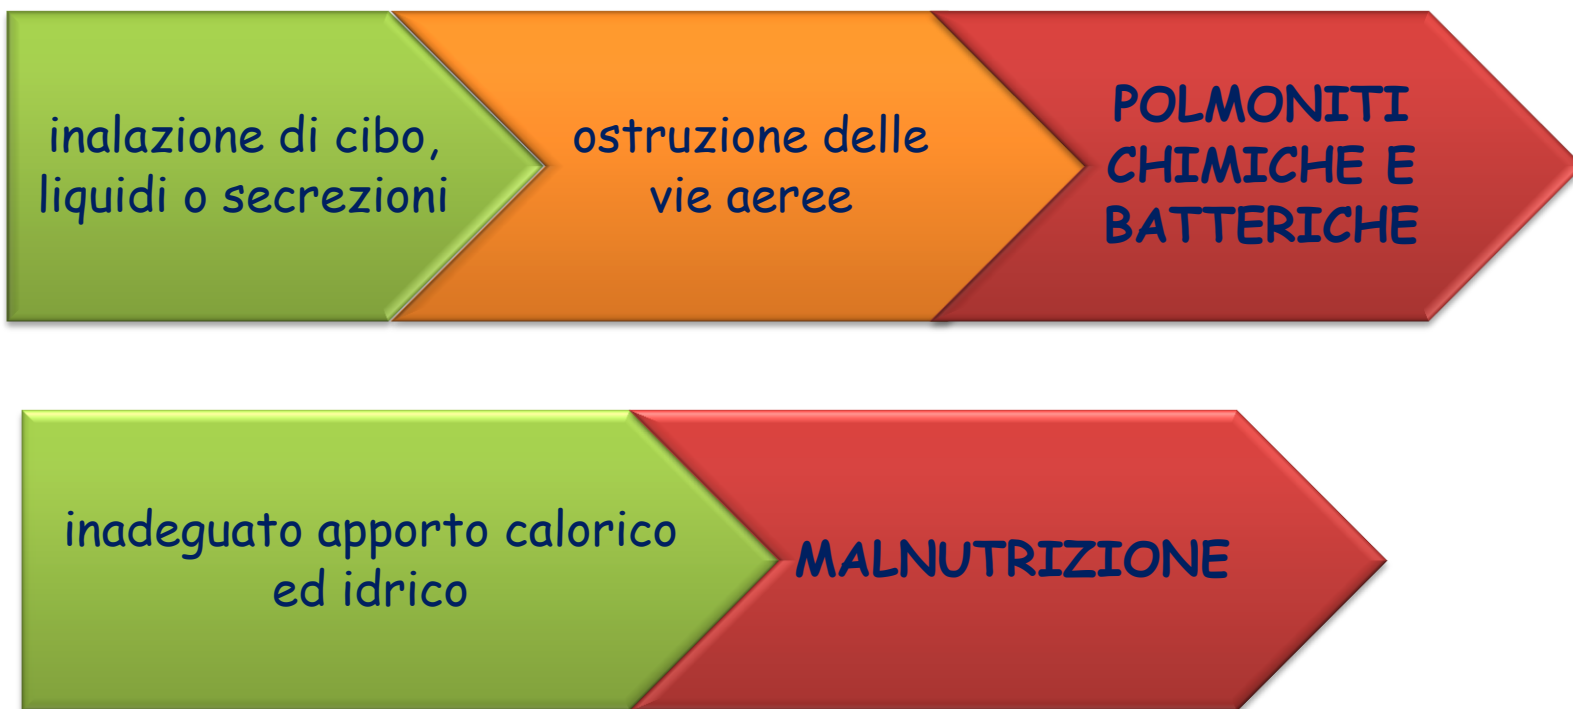 inalazione di cibo,
liquidi o secrezioni
ostruzione delle
vie aeree
POLMONITI
CHIMICHE E
BATTERICHE
inadeguato apporto calorico
ed idrico
MALNUTRIZIONE